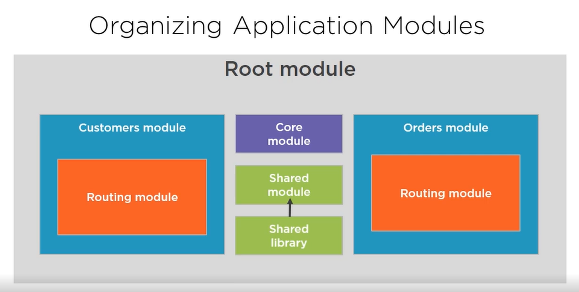 Organizing Application Modules
Root module
Customers module
Routing module
Core
module
Shared
module
Shared
library
Orders module
Routing module